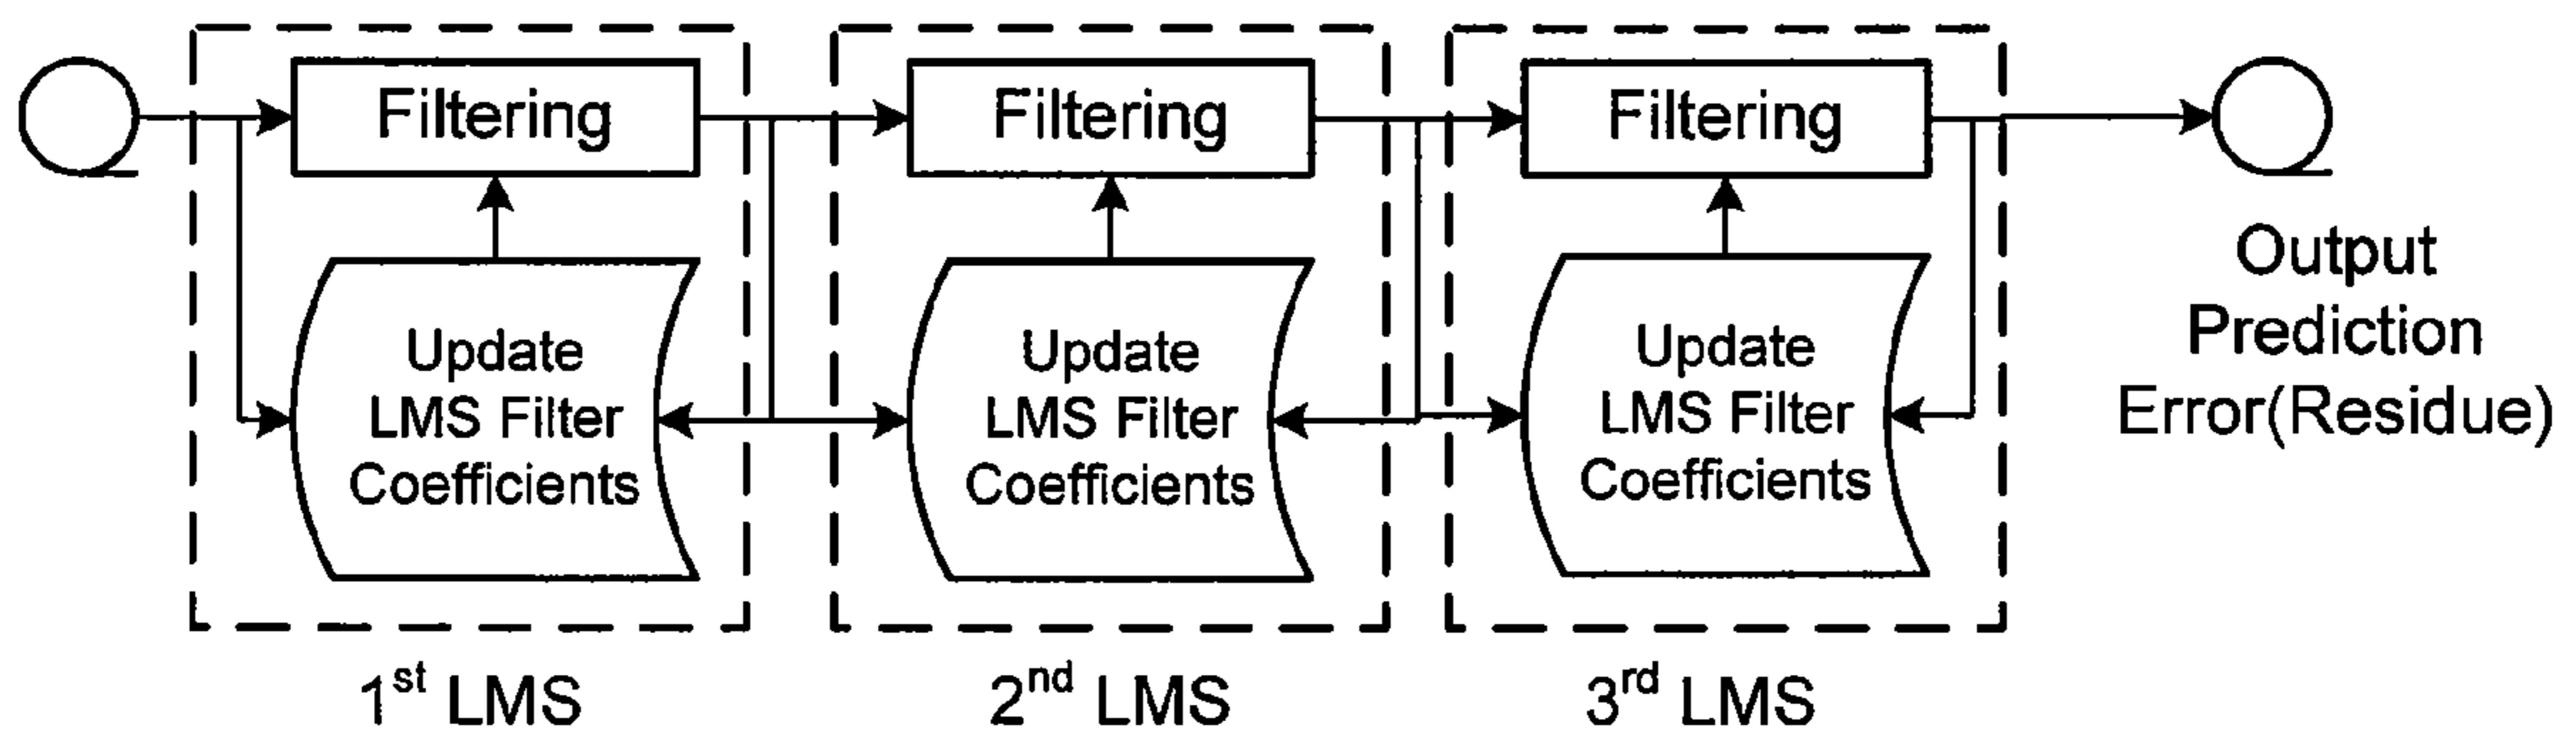 Filtering
Filtering
Filtering
Update
LMS Filter
Coefficients
Update
LMS Filter
Coefficients
Update
LMS Filter
Coefficients
Output
Prediction
Error(Residue)
1st LMS
2nd LMS
3rd LMS